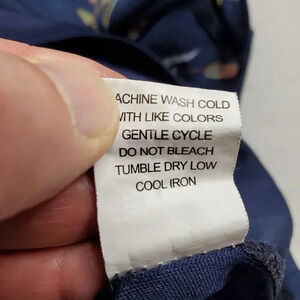 ACHINE WASH COLD
WITH LIKE COLORS
GENTLE CYCLE
DO NOT BLEACH
TUMBLE DRY LOW
COOL IRON